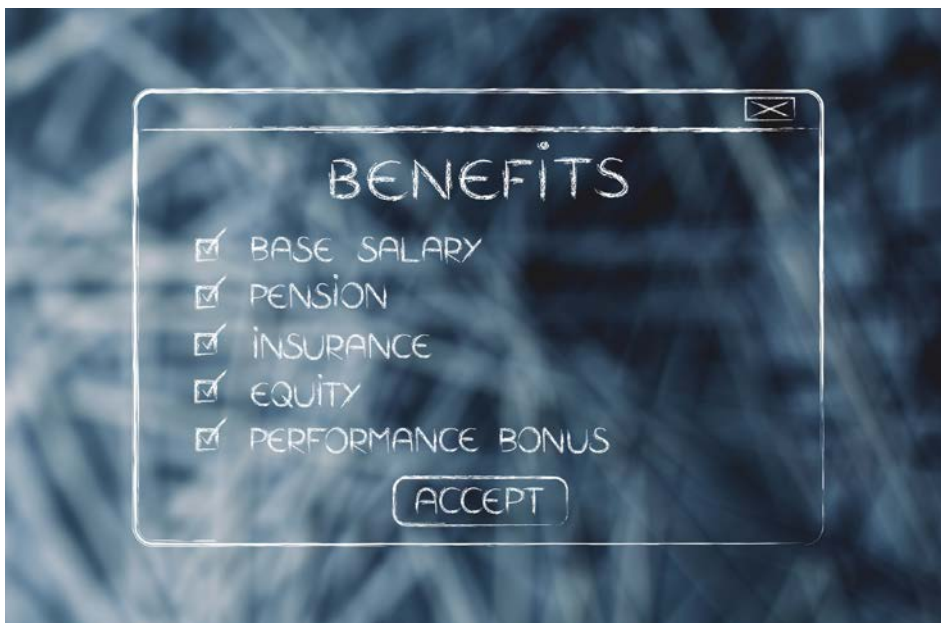 BENEFITS
BASE SALARY
PENSION
INSURANCE
EQUITY
PERFORMANCE BONUS
ACCEPT